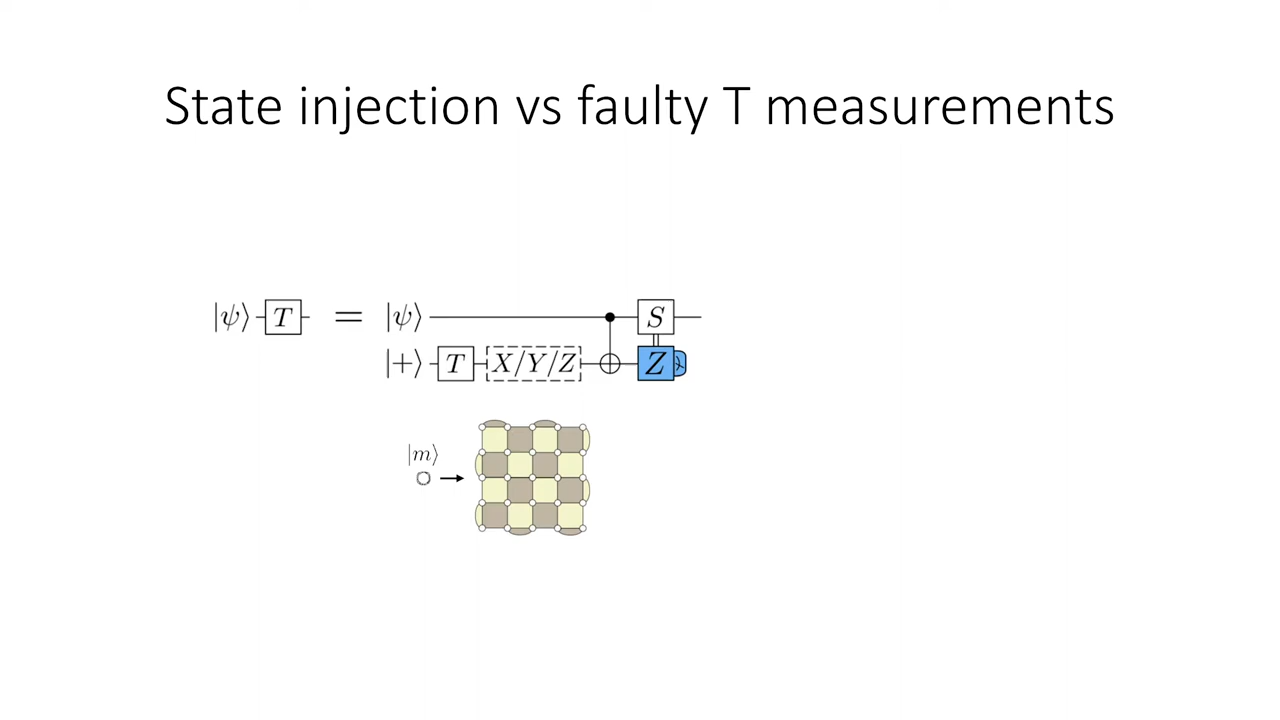 State injection vs faulty T measurements
|ψ⟩ T = |ψ⟩ S
|+⟩ T X/Y/Z Z
|m⟩